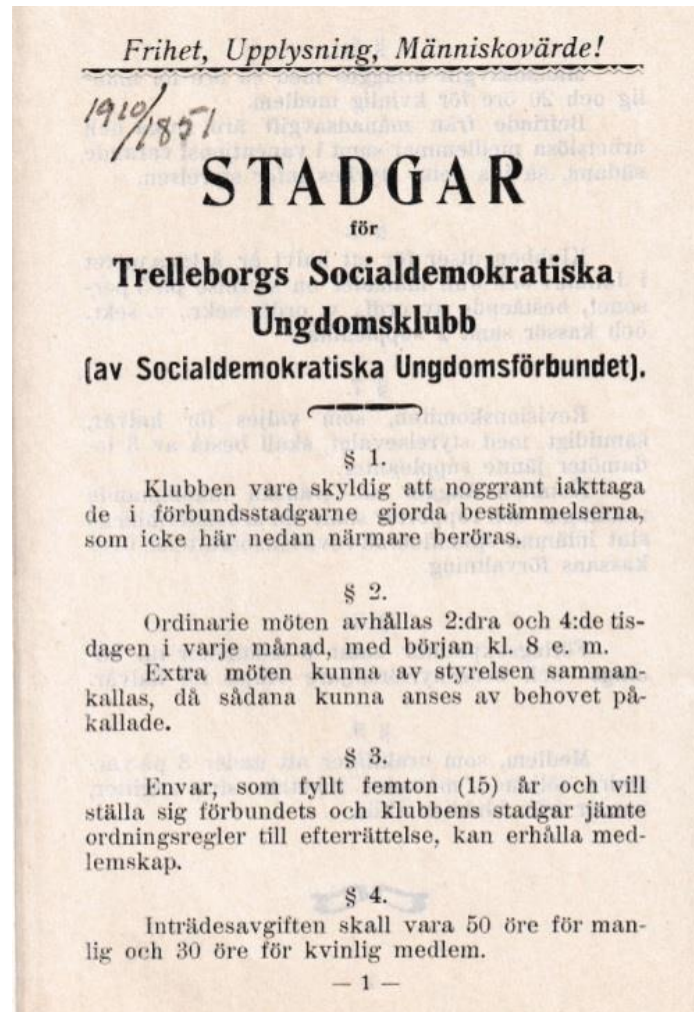 Frihet, Upplysning, Människovärde!
1910/1851
STADGAR
för
Trelleborgs Socialdemokratiska
Ungdomsklubb
(av Socialdemokratiska Ungdomsförbundet).
§ 1.
Klubben vare skyldig att noggrant iakttaga
de i förbundsstadgarne gjorda bestämmelserna,
som icke här nedan närmare beröras.
§ 2.
Ordinarie möten avhållas 2:dra och 4:de tis-
dagen i varje månad, med början kl. 8 e. m.
Extra möten kunna av styrelsen samman-
kallas, då sådana kunna anses av behovet på-
kallade.
§ 3.
Envar, som fyllt femton (15) år och vill
ställa sig förbundets och klubbens stadgar jämte
ordningsregler till efterrättelse, kan erhålla med-
lemskap.
§ 4.
Inträdesavgiften skall vara 50 öre för man-
lig och 30 öre för kvinlig medlem.
— 1 —